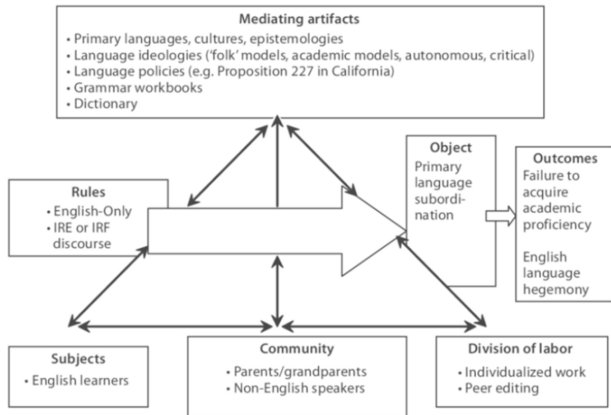 Mediating artifacts
• Primary languages, cultures, epistemologies
• Language ideologies (‘folk’ models, academic models, autonomous, critical)
• Language policies (e.g. Proposition 227 in California)
• Grammar workbooks
• Dictionary
Rules
• English-Only
• IRE or IRF
discourse
Object
Primary
language
subordi-
nation
Outcomes
Failure to
acquire
academic
proficiency
English
language
hegemony
Subjects
• English learners
Community
• Parents/grandparents
• Non-English speakers
Division of labor
• Individualized work
• Peer editing